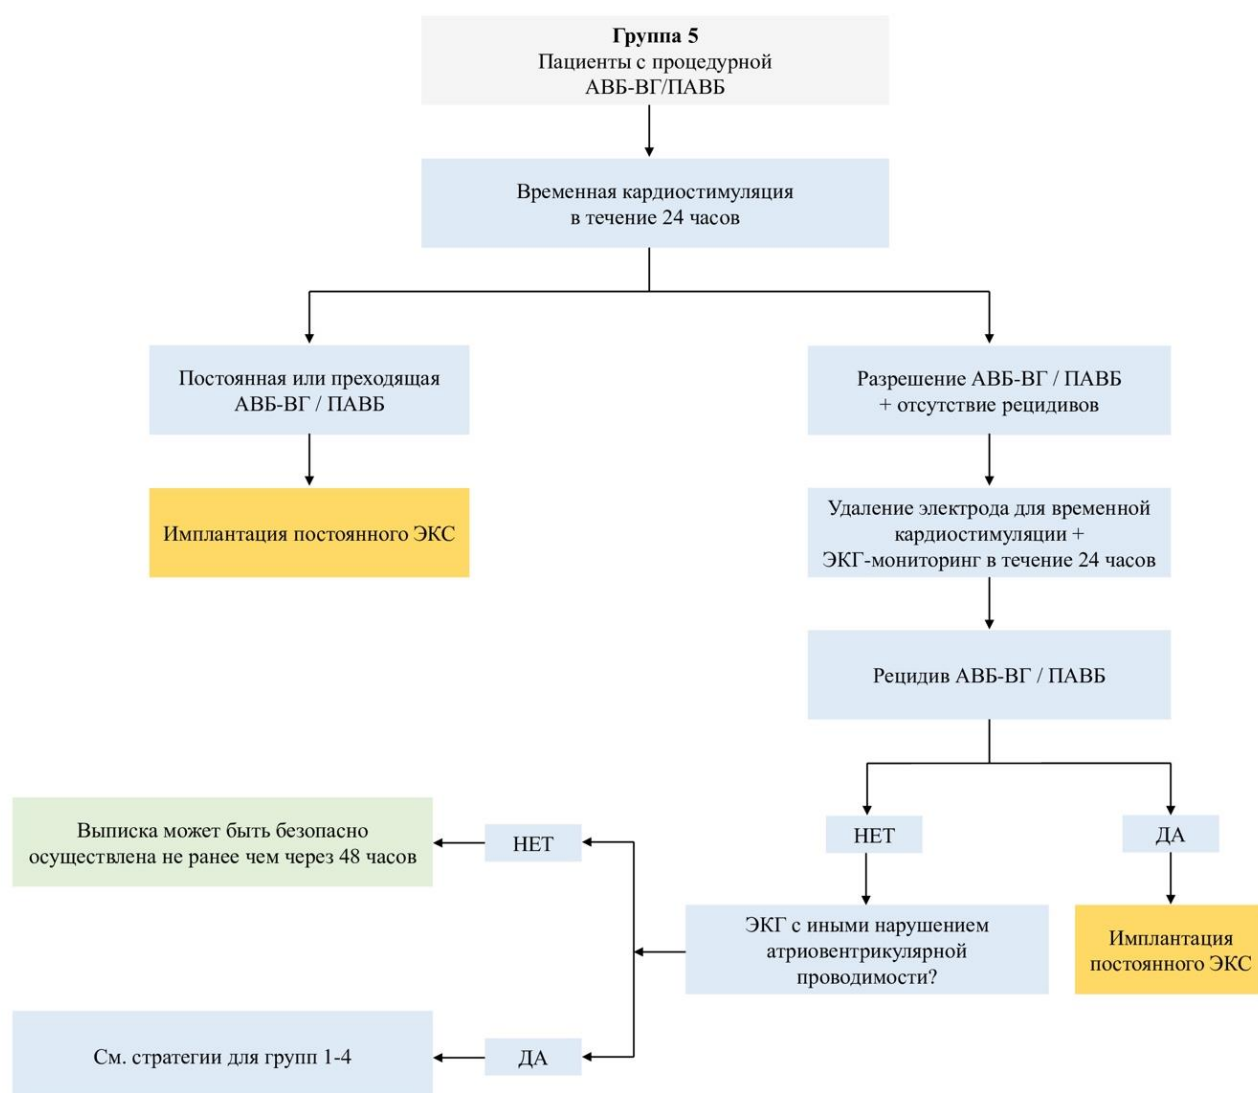 Группа 5
Пациенты с процедурной
АВБ-ВГ/ПАВБ
Временная кардиостимуляция
в течение 24 часов
Постоянная или преходящая
АВБ-ВГ / ПАВБ
Разрешение АВБ-ВГ / ПАВБ
+ отсутствие рецидивов
Имплантация постоянного ЭКС
Удаление электрода для временной
кардиостимуляции +
ЭКГ-мониторинг в течение 24 часов
Рецидив АВБ-ВГ / ПАВБ
НЕТ
ДА
Выписка может быть безопасно
осуществлена не ранее чем через 48 часов
НЕТ
ЭКГ с иными нарушением
атриовентрикулярной
проводимости?
Имплантация
постоянного ЭКС
См. стратегии для групп 1-4
ДА